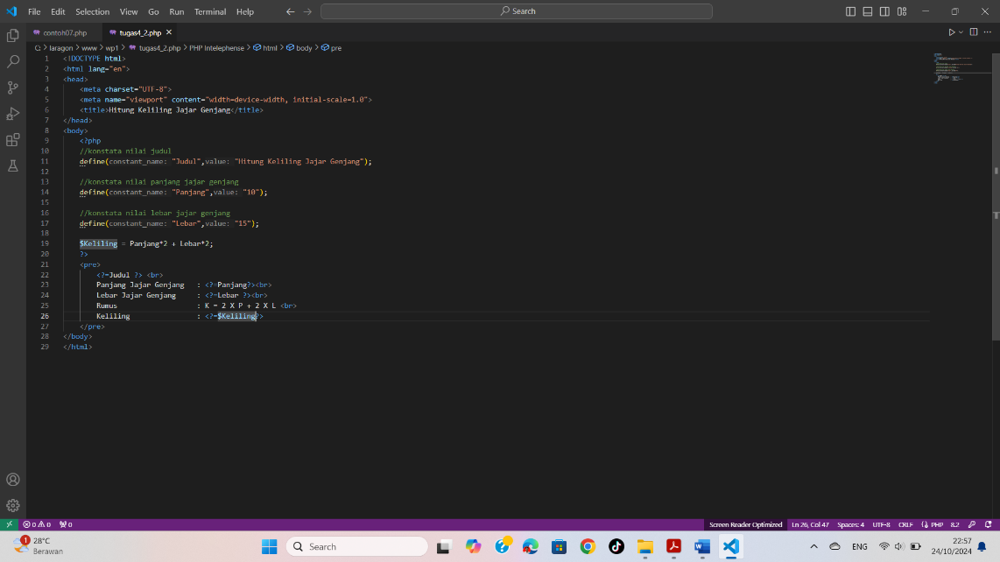 File Edit Selection View Go Run Terminal Help Search
contoh07.php tugas4_2.php
C: > laragon > www > wp1 > tugas4_2.php > PHP Intelephense > html > body > pre
1 <!DOCTYPE html>
2 <html lang="en">
3 <head>
4 <meta charset="UTF-8">
5 <meta name="viewport" content="width=device-width, initial-scale=1.0">
6 <title>Hitung Keliling Jajar Genjang</title>
7 </head>
8 <body>
9 <?php
10 //konstata nilai judul
11 define(constant_name: "Judul",value: "Hitung Keliling Jajar Genjang");
12
13 //konstata nilai panjang jajar genjang
14 define(constant_name: "Panjang",value: "10");
15
16 //konstata nilai lebar jajar genjang
17 define(constant_name: "Lebar",value: "15");
18
19 $Keliling = Panjang*2 + Lebar*2;
20 ?>
21 <pre>
22 <?=Judul ?> <br>
23 Panjang Jajar Genjang : <?=Panjang?><br>
24 Lebar Jajar Genjang : <?=Lebar ?><br>
25 Rumus : K = 2 X P + 2 X L <br>
26 Keliling : <?=$Keliling?>
27 </pre>
28 </body>
29 </html>
0 0 0 Screen Reader Optimized Ln 26, Col 47 Spaces: 4 UTF-8 CRLF PHP 8.2
1 28°C
Berawan
Search
ENG
22:57
24/10/2024